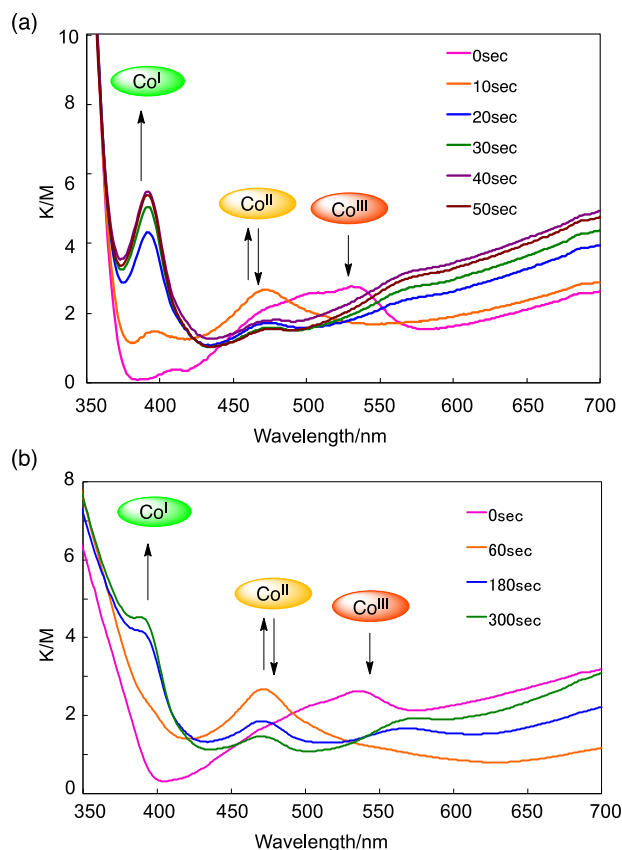 (a)
10
8
6
4
2
0
K/M
Co^I
Co^II
Co^III
0sec
10sec
20sec
30sec
40sec
50sec
350 400 450 500 550 600 650 700
Wavelength/nm
(b)
8
6
4
2
0
K/M
Co^I
Co^II
Co^III
0sec
60sec
180sec
300sec
350 400 450 500 550 600 650 700
Wavelength/nm